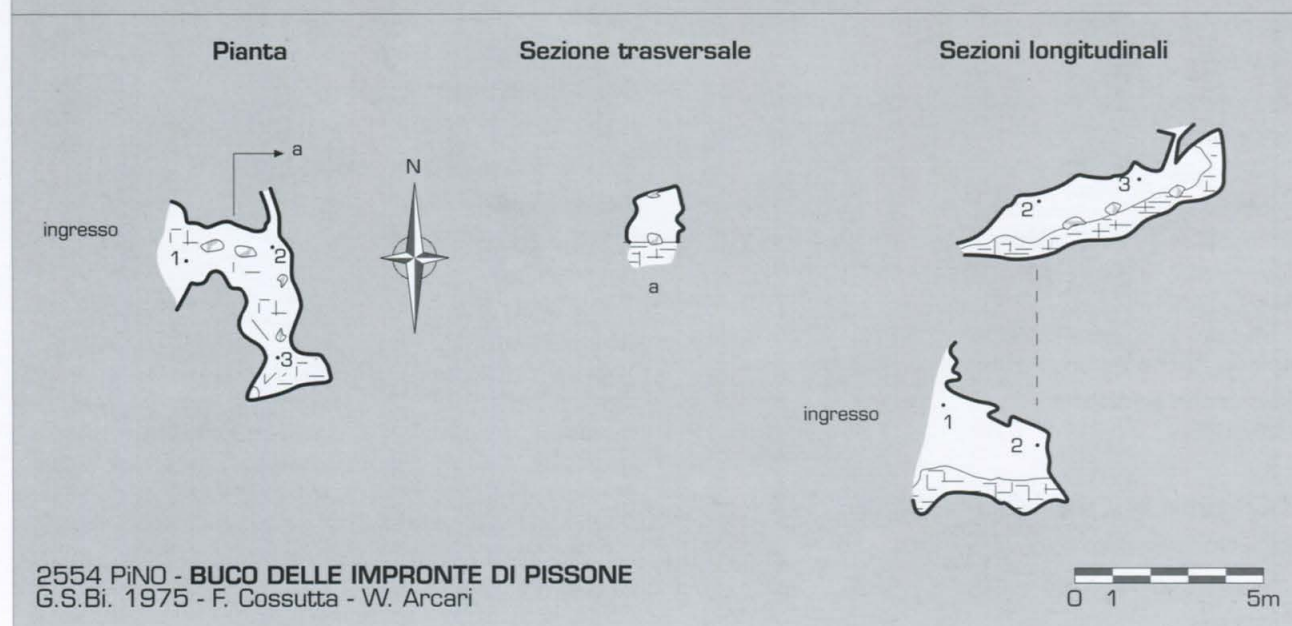 Pianta
Sezione trasversale
Sezioni longitudinali
a
N
ingresso
1
2
3
a
2
3
ingresso
1
2
2554 PiNO - BUCO DELLE IMPRONTE DI PISSONE
G.S.Bi. 1975 - F. Cossutta - W. Arcari
0 1 5m